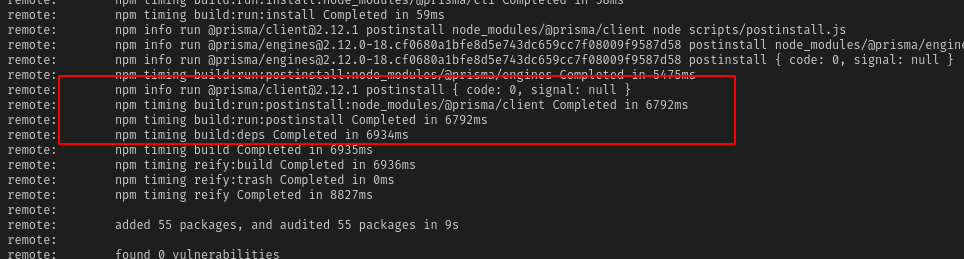 remote: npm timing build:run:install:node_modules/@prisma/cli Completed in 58ms
remote: npm timing build:run:install Completed in 59ms
remote: npm info run @prisma/client@2.12.1 postinstall node_modules/@prisma/client node scripts/postinstall.js
remote: npm info run @prisma/engines@2.12.0-18.cf0680a1bfe8d5e743dc659cc7f08009f9587d58 postinstall node_modules/@prisma/engine
remote: npm info run @prisma/engines@2.12.0-18.cf0680a1bfe8d5e743dc659cc7f08009f9587d58 postinstall { code: 0, signal: null }
remote: npm timing build:run:postinstall:node_modules/@prisma/engines Completed in 5475ms
remote: npm info run @prisma/client@2.12.1 postinstall { code: 0, signal: null }
remote: npm timing build:run:postinstall:node_modules/@prisma/client Completed in 6792ms
remote: npm timing build:run:postinstall Completed in 6792ms
remote: npm timing build:deps Completed in 6934ms
remote: npm timing build Completed in 6935ms
remote: npm timing reify:build Completed in 6936ms
remote: npm timing reify:trash Completed in 0ms
remote: npm timing reify Completed in 8827ms
remote:
remote: added 55 packages, and audited 55 packages in 9s
remote:
remote: found 0 vulnerabilities